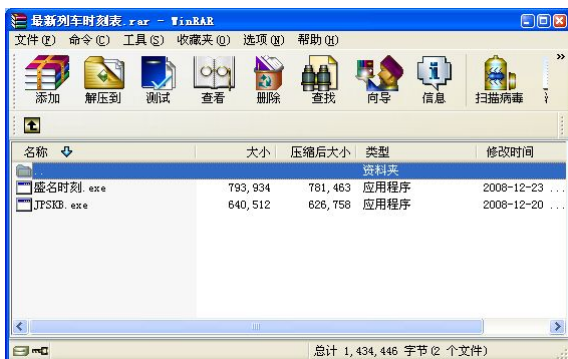 最新列车时刻表.rar - WinRAR
文件(F) 命令(C) 工具(S) 收藏夹(O) 选项(N) 帮助(H)
添加 解压到 测试 查看 删除 查找 向导 信息 扫描病毒
名称 大小 压缩后大小 类型 修改时间
.. 资料夹
盛名时刻.exe 793,934 781,463 应用程序 2008-12-23 ...
JPSKB.exe 640,512 626,758 应用程序 2008-12-20 ...
总计 1,434,446 字节(2 个文件)